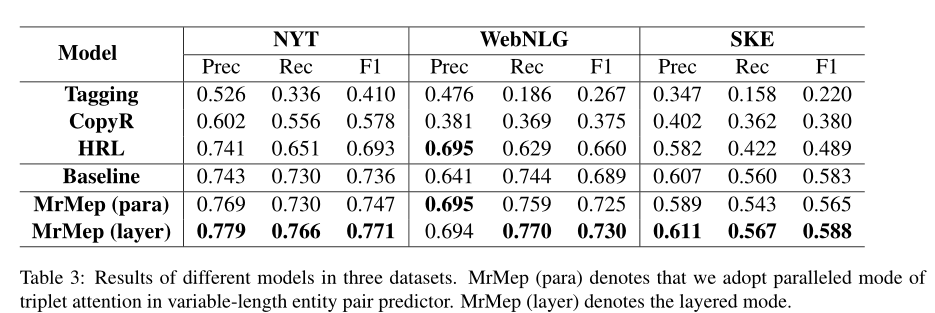 Model NYT WebNLG SKE
Prec Rec F1 Prec Rec F1 Prec Rec F1
Tagging 0.526 0.336 0.410 0.476 0.186 0.267 0.347 0.158 0.220
CopyR 0.602 0.556 0.578 0.381 0.369 0.375 0.402 0.362 0.380
HRL 0.741 0.651 0.693 0.695 0.629 0.660 0.582 0.422 0.489
Baseline 0.743 0.730 0.736 0.641 0.744 0.689 0.607 0.560 0.583
MrMep (para) 0.769 0.730 0.747 0.695 0.759 0.725 0.589 0.543 0.565
MrMep (layer) 0.779 0.766 0.771 0.694 0.770 0.730 0.611 0.567 0.588
Table 3: Results of different models in three datasets. MrMep (para) denotes that we adopt paralleled mode of
triplet attention in variable-length entity pair predictor. MrMep (layer) denotes the layered mode.